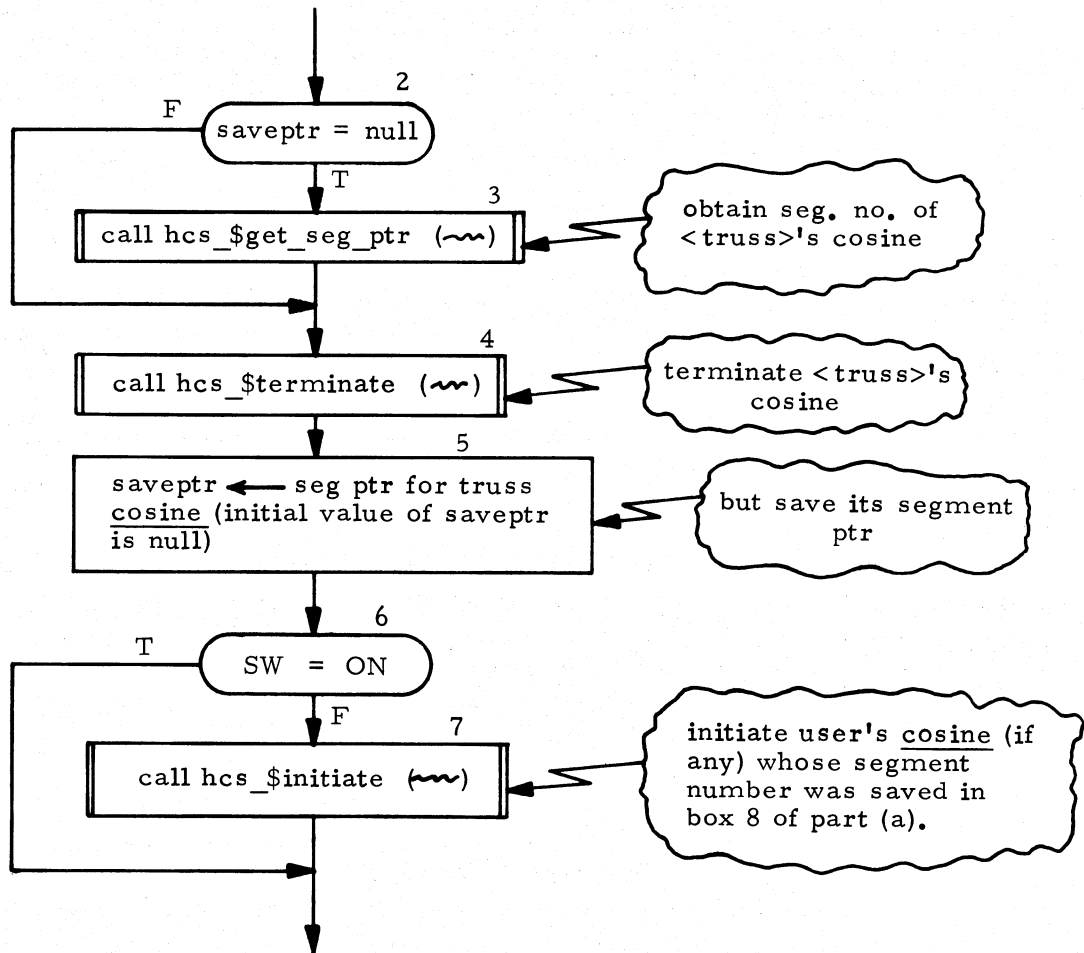 2
F
saveptr = null
T
3
call hcs_$get_seg_ptr ( )
obtain seg. no. of
<truss>'s cosine
4
call hcs_$terminate ( )
terminate <truss>'s
cosine
5
saveptr ← seg ptr for truss
cosine (initial value of saveptr
is null)
but save its segment
ptr
6
T
SW = ON
F
7
call hcs_$initiate ( )
initiate user's cosine (if
any) whose segment
number was saved in
box 8 of part (a).